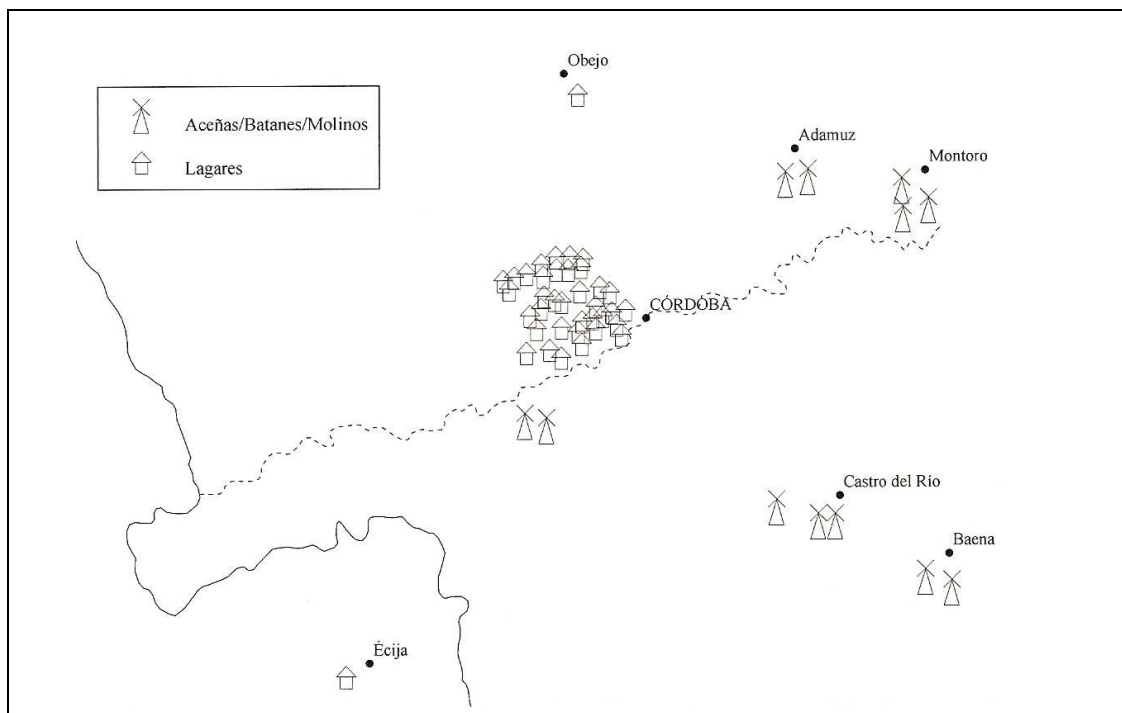 Obejo
Aceñas/Batanes/Molinos
Lagares
Adamuz
Montoro
CÓRDOBA
Castro del Río
Baena
Écija